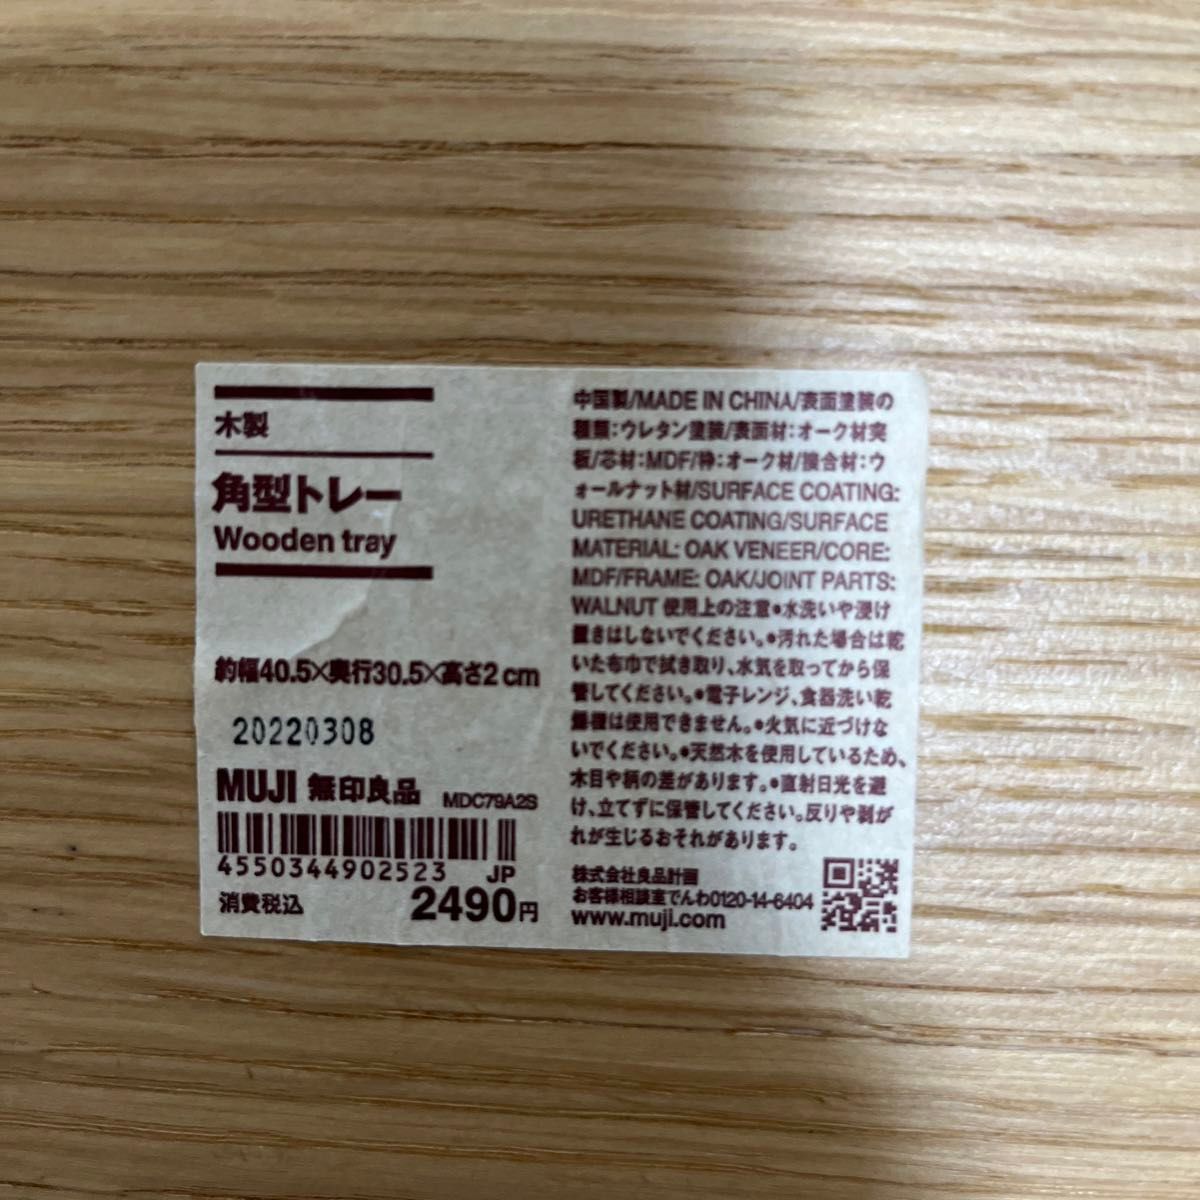 木製
角型トレー
Wooden tray
約幅40.5×奥行30.5×高さ2cm
20220308
MUJI 無印良品 MDC79A2S
4550344902523 JP
消費税込 2490円
中国製/MADE IN CHINA/表面塗装の
種類:ウレタン塗装/表面材:オーク材突
板/芯材:MDF/枠:オーク材/接合材:ウ
ォールナット材/SURFACE COATING:
URETHANE COATING/SURFACE
MATERIAL: OAK VENEER/CORE:
MDF/FRAME: OAK/JOINT PARTS:
WALNUT 使用上の注意●水洗いや浸け
置きはしないでください。●汚れた場合は乾
いた布巾で拭き取り、水気を取ってから保
管してください。●電子レンジ、食器洗い乾
燥機は使用できません。●火気に近づけな
いでください。●天然木を使用しているため、
木目や柄の差があります。●直射日光を避
け、立てずに保管してください。反りや剥が
れが生じるおそれがあります。
株式会社良品計画
お客様相談室でんわ0120-14-6404
www.muji.com